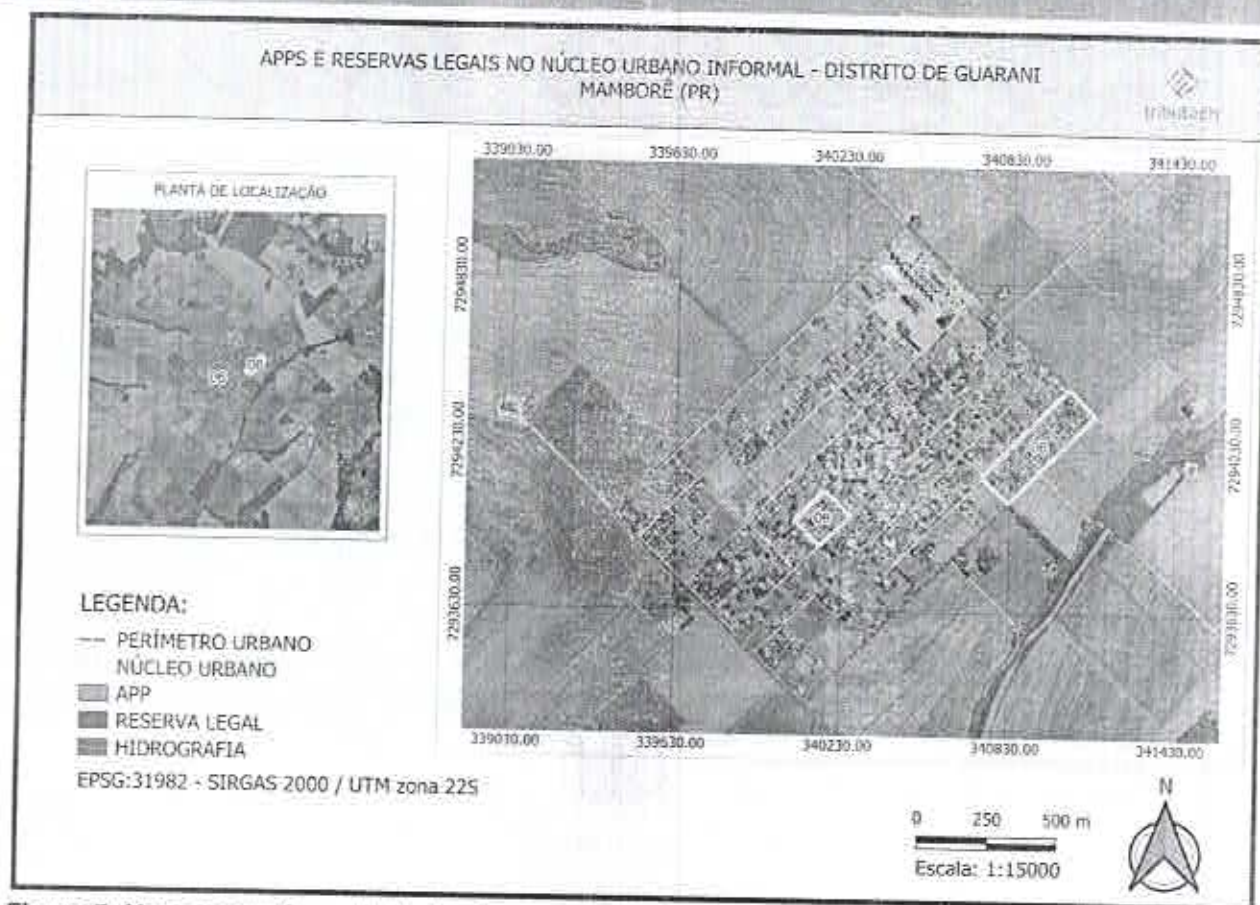 APPS E RESERVAS LEGAIS NO NÚCLEO URBANO INFORMAL - DISTRITO DE GUARANI
MAMBORÊ (PR)
PLANTA DE LOCALIZAÇÃO
339030.00 339630.00 340230.00 340830.00 341430.00
7294830.00 7294830.00
7294230.00 7294230.00
7293630.00 7293630.00
339030.00 339630.00 340230.00 340830.00 341430.00
06
LEGENDA:
PERÍMETRO URBANO
NÚCLEO URBANO
APP
RESERVA LEGAL
HIDROGRAFIA
EPSG:31982 - SIRGAS 2000 / UTM zona 22S
0 250 500 m
Escala: 1:15000
N